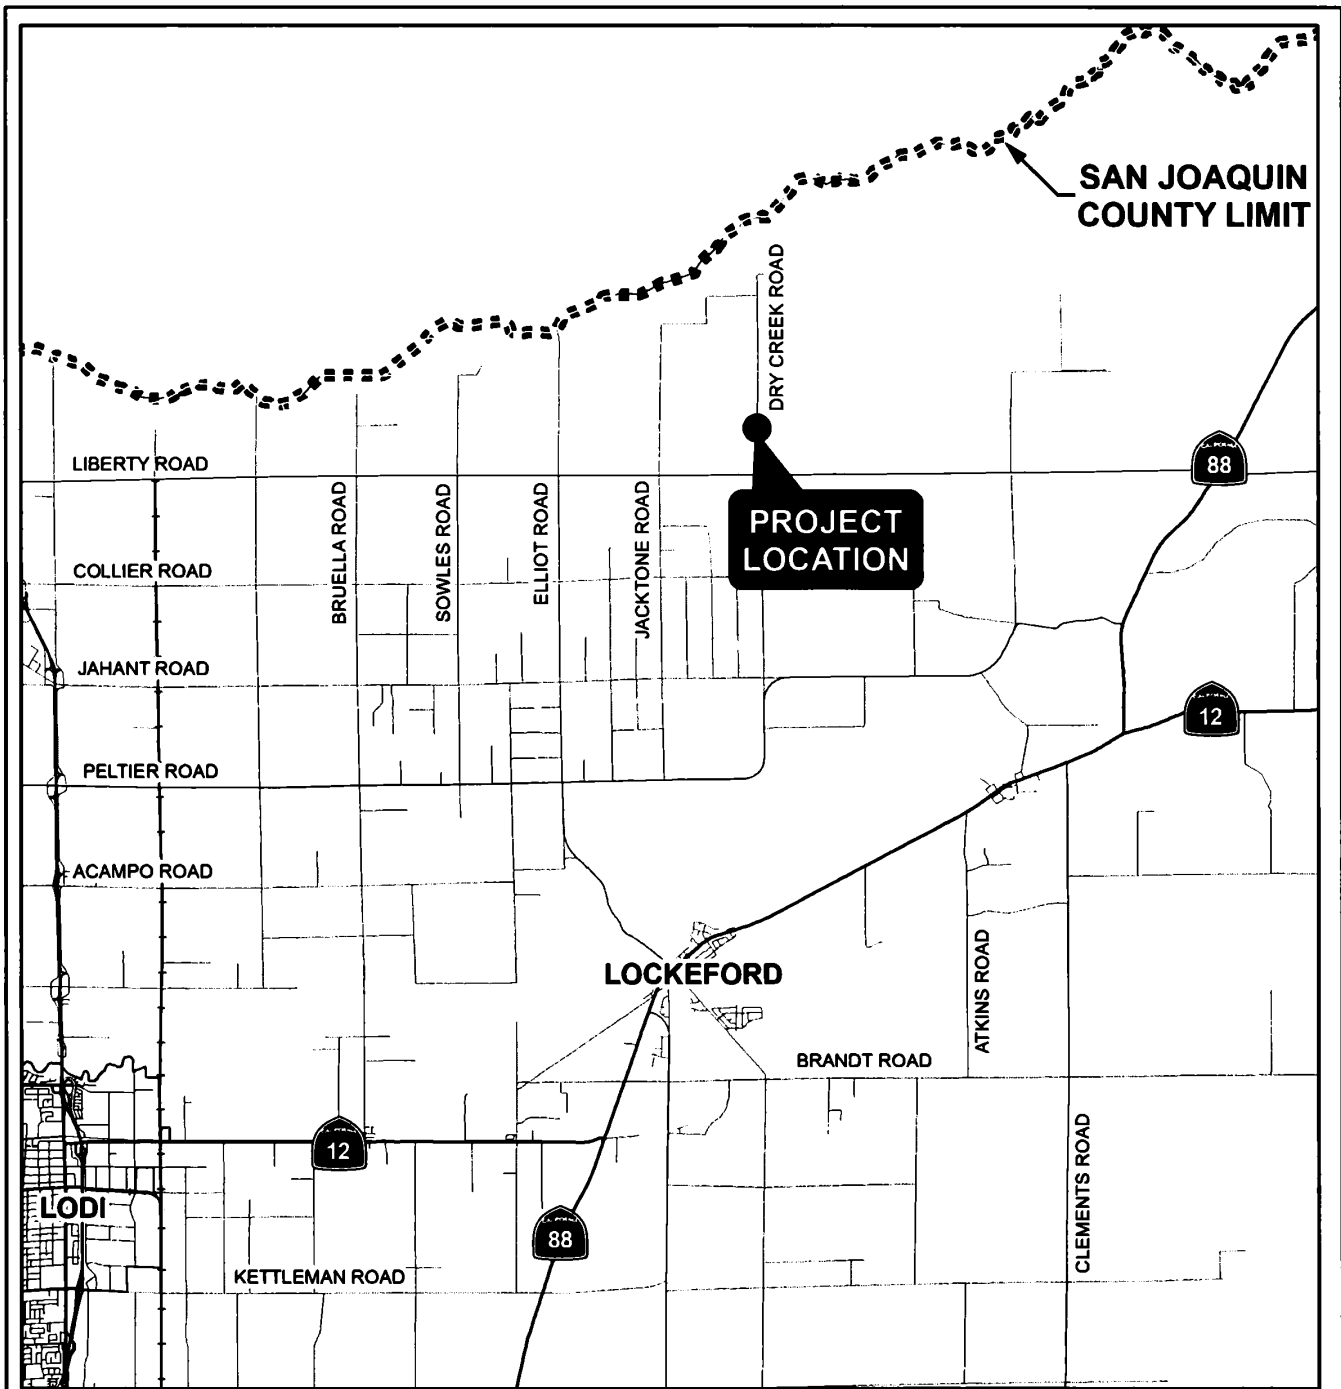 SAN JOAQUIN
COUNTY LIMIT
DRY CREEK ROAD
LIBERTY ROAD
88
BRUELLA ROAD
SOWLES ROAD
ELLIOT ROAD
JACKTONE ROAD
PROJECT
LOCATION
COLLIER ROAD
JAHANT ROAD
12
PELTIER ROAD
ACAMPO ROAD
LOCKEFORD
ATKINS ROAD
BRANDT ROAD
12
CLEMENTS ROAD
LODI
88
KETTLEMAN ROAD